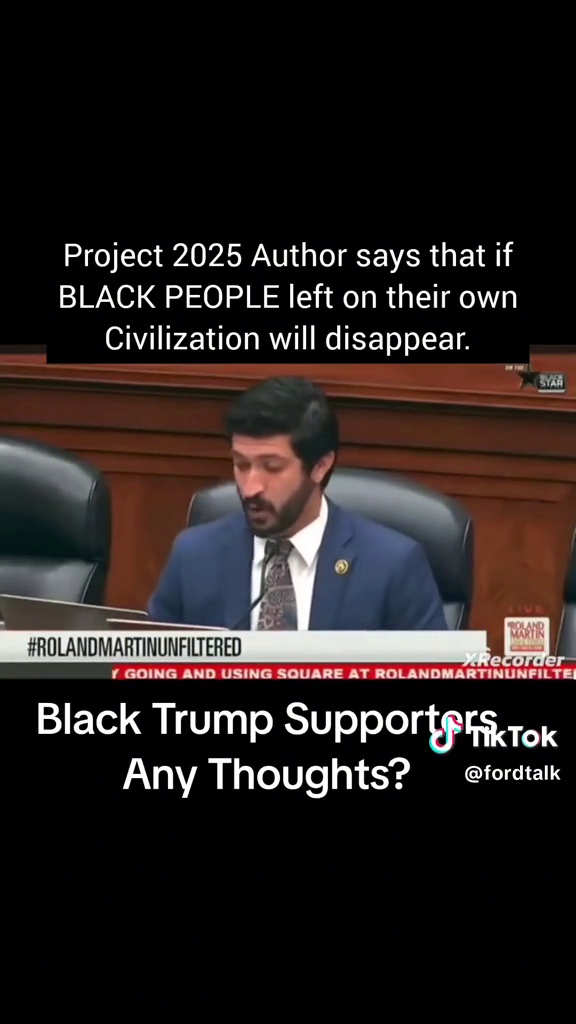 Project 2025 Author says that if
BLACK PEOPLE left on their own
Civilization will disappear.
BLACK
STAR
#ROLANDMARTINUNFILTERED
LIVE
#ROLAND
MARTIN
XRecorder
GOING AND USING SQUARE AT ROLANDMARTINUNFILTE
Black Trump Supporters
Any Thoughts?
TikTok
@fordtalk